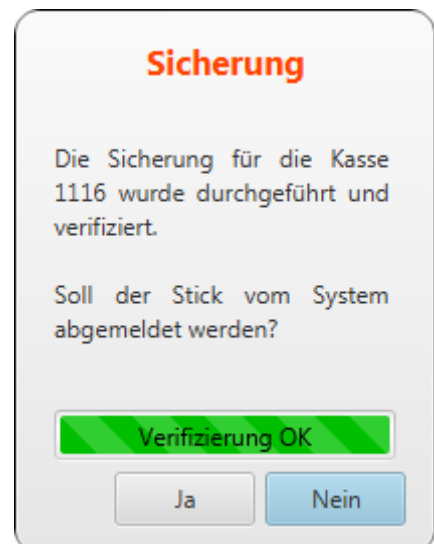 Sicherung
Die Sicherung für die Kasse
1116 wurde durchgeführt und
verifiziert.
Soll der Stick vom System
abgemeldet werden?
Verifizierung OK
Ja Nein